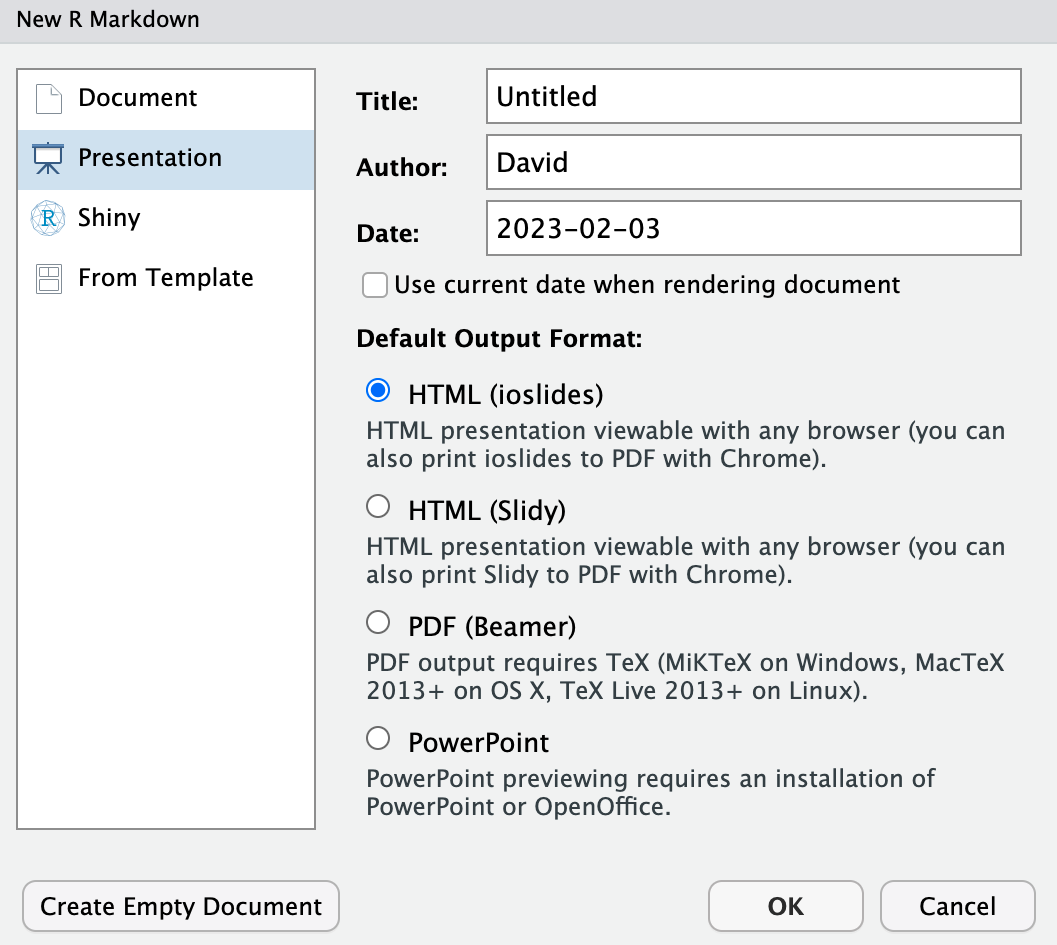 New R Markdown
Document
Presentation
Shiny
From Template
Title: Untitled
Author: David
Date: 2023-02-03
Use current date when rendering document
Default Output Format:
HTML (ioslides)
HTML presentation viewable with any browser (you can
also print ioslides to PDF with Chrome).
HTML (Slidy)
HTML presentation viewable with any browser (you can
also print Slidy to PDF with Chrome).
PDF (Beamer)
PDF output requires TeX (MiKTeX on Windows, MacTeX
2013+ on OS X, TeX Live 2013+ on Linux).
PowerPoint
PowerPoint previewing requires an installation of
PowerPoint or OpenOffice.
Create Empty Document
OK
Cancel